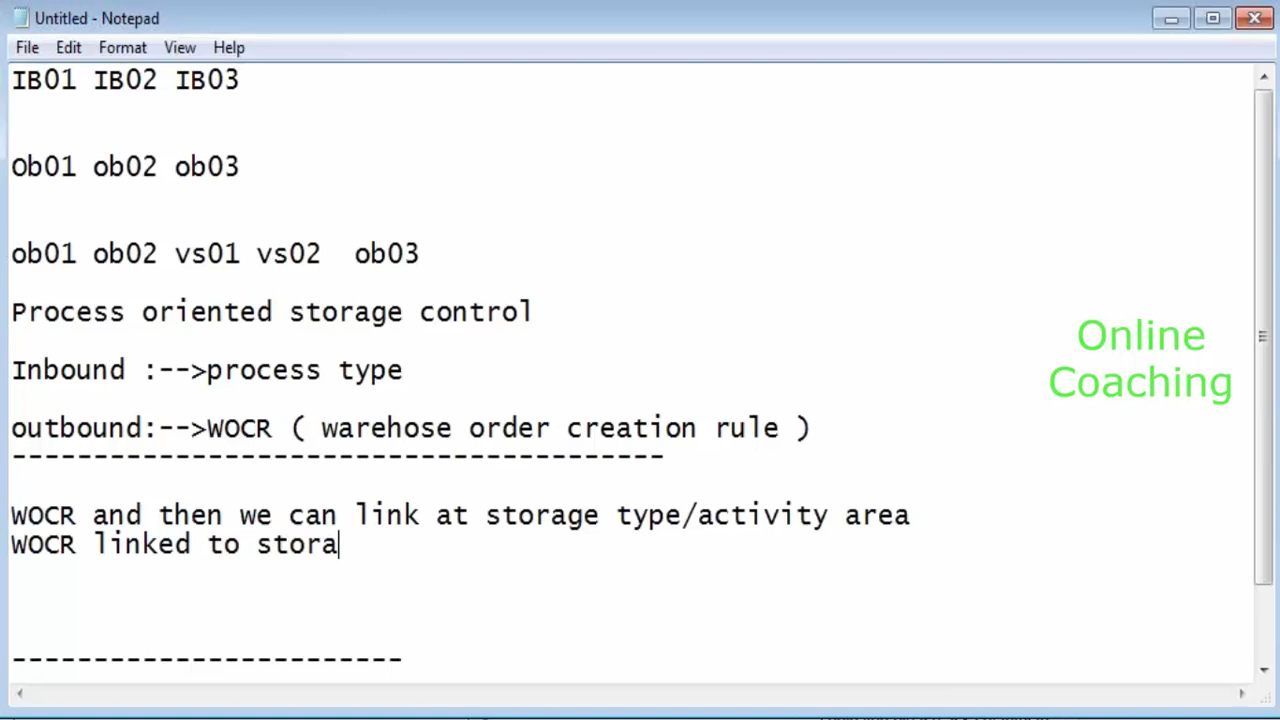 Untitled - Notepad
File Edit Format View Help
IB01 IB02 IB03
Ob01 ob02 ob03
ob01 ob02 vs01 vs02  ob03
Process oriented storage control
Inbound :-->process type
outbound:-->WOCR ( warehose order creation rule )
----------------------------------------
WOCR and then we can link at storage type/activity area
WOCR linked to stora
------------------------
Online
Coaching